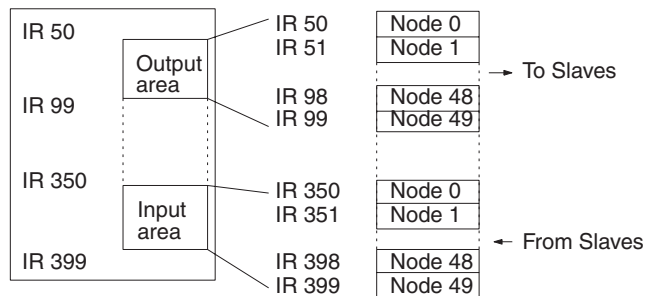 IR 50
IR 99
IR 350
IR 399
Output
area
Input
area
IR 50 Node 0
IR 51 Node 1
To Slaves
IR 98 Node 48
IR 99 Node 49
IR 350 Node 0
IR 351 Node 1
From Slaves
IR 398 Node 48
IR 399 Node 49